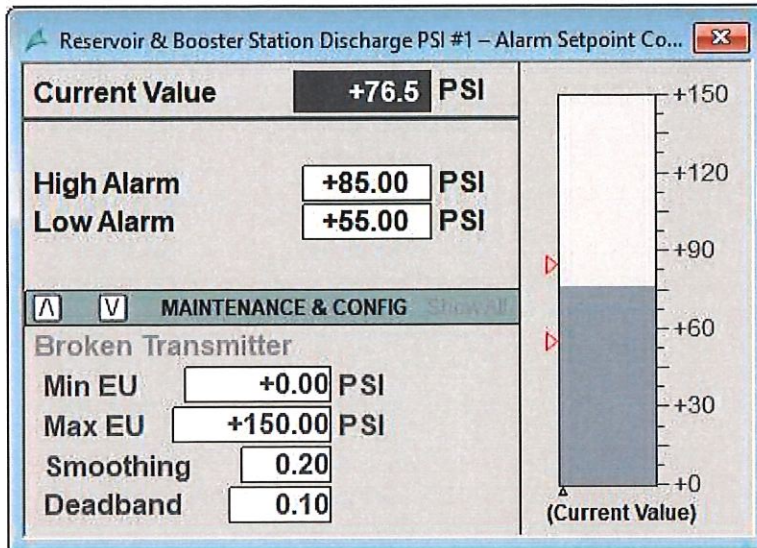 Reservoir & Booster Station Discharge PSI #1 – Alarm Setpoint Co...
Current Value +76.5 PSI
High Alarm +85.00 PSI
Low Alarm +55.00 PSI
Λ V MAINTENANCE & CONFIG Show All
Broken Transmitter
Min EU +0.00 PSI
Max EU +150.00 PSI
Smoothing 0.20
Deadband 0.10
+150
+120
+90
+60
+30
+0
(Current Value)